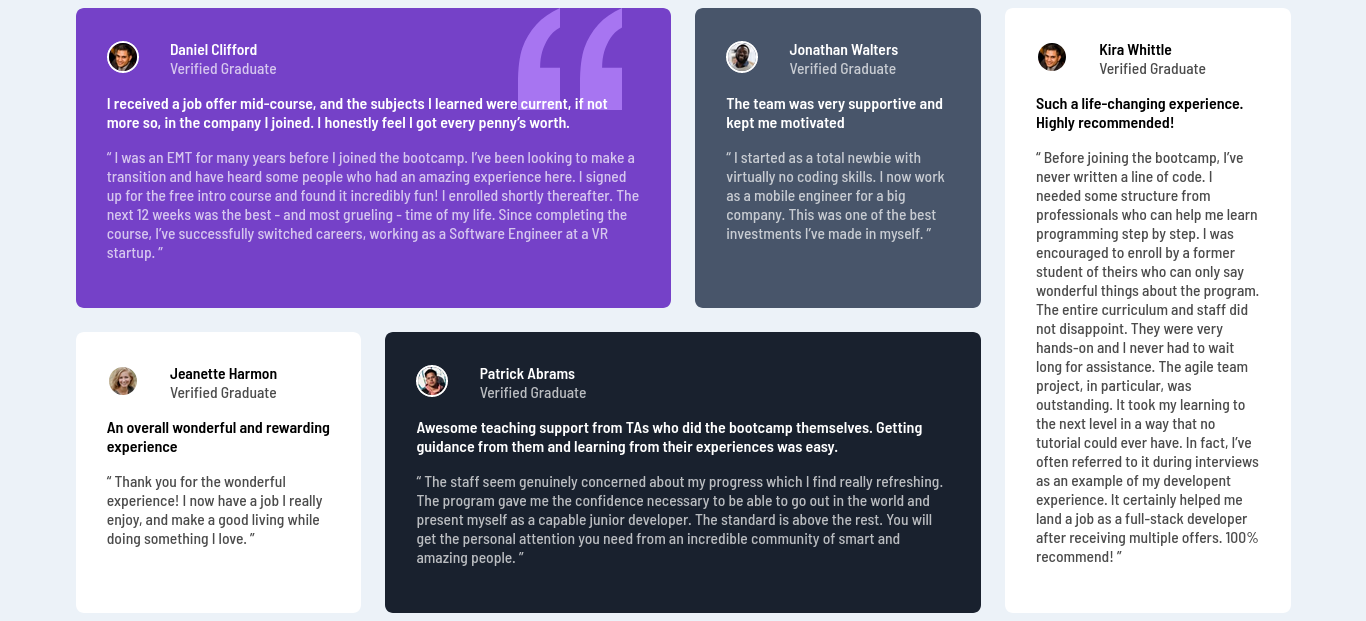 Daniel Clifford
Verified Graduate
I received a job offer mid-course, and the subjects I learned were current, if not
more so, in the company I joined. I honestly feel I got every penny’s worth.
“ I was an EMT for many years before I joined the bootcamp. I’ve been looking to make a
transition and have heard some people who had an amazing experience here. I signed
up for the free intro course and found it incredibly fun! I enrolled shortly thereafter. The
next 12 weeks was the best - and most grueling - time of my life. Since completing the
course, I’ve successfully switched careers, working as a Software Engineer at a VR
startup. ”
Jonathan Walters
Verified Graduate
The team was very supportive and
kept me motivated
“ I started as a total newbie with
virtually no coding skills. I now work
as a mobile engineer for a big
company. This was one of the best
investments I’ve made in myself. ”
Kira Whittle
Verified Graduate
Such a life-changing experience.
Highly recommended!
“ Before joining the bootcamp, I’ve
never written a line of code. I
needed some structure from
professionals who can help me learn
programming step by step. I was
encouraged to enroll by a former
student of theirs who can only say
wonderful things about the program.
The entire curriculum and staff did
not disappoint. They were very
hands-on and I never had to wait
long for assistance. The agile team
project, in particular, was
outstanding. It took my learning to
the next level in a way that no
tutorial could ever have. In fact, I’ve
often referred to it during interviews
as an example of my developent
experience. It certainly helped me
land a job as a full-stack developer
after receiving multiple offers. 100%
recommend! ”
Jeanette Harmon
Verified Graduate
An overall wonderful and rewarding
experience
“ Thank you for the wonderful
experience! I now have a job I really
enjoy, and make a good living while
doing something I love. ”
Patrick Abrams
Verified Graduate
Awesome teaching support from TAs who did the bootcamp themselves. Getting
guidance from them and learning from their experiences was easy.
“ The staff seem genuinely concerned about my progress which I find really refreshing.
The program gave me the confidence necessary to be able to go out in the world and
present myself as a capable junior developer. The standard is above the rest. You will
get the personal attention you need from an incredible community of smart and
amazing people. ”